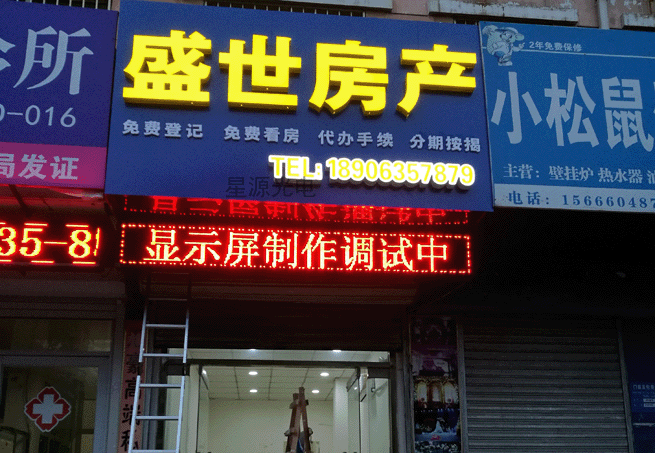 诊所
0-016
局发证
35-8
盛世房产
免费登记 免费看房 代办手续 分期按揭
TEL: 18906357879
星源光电
显示屏制作调试中
2年免费保修
小松鼠
主营：壁挂炉 热水器
电话：156660487